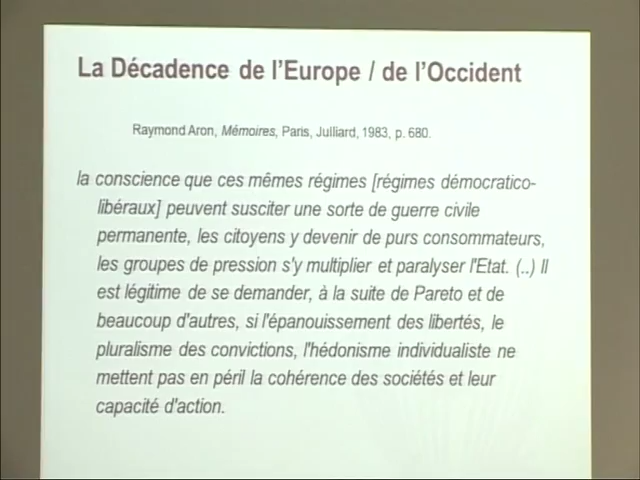 La Décadence de l'Europe / de l'Occident
Raymond Aron, Mémoires, Paris, Julliard, 1983, p. 680.
la conscience que ces mêmes régimes [régimes démocratico-
libéraux] peuvent susciter une sorte de guerre civile
permanente, les citoyens y devenir de purs consommateurs,
les groupes de pression s'y multiplier et paralyser l'Etat. (..) Il
est légitime de se demander, à la suite de Pareto et de
beaucoup d'autres, si l'épanouissement des libertés, le
pluralisme des convictions, l'hédonisme individualiste ne
mettent pas en péril la cohérence des sociétés et leur
capacité d'action.